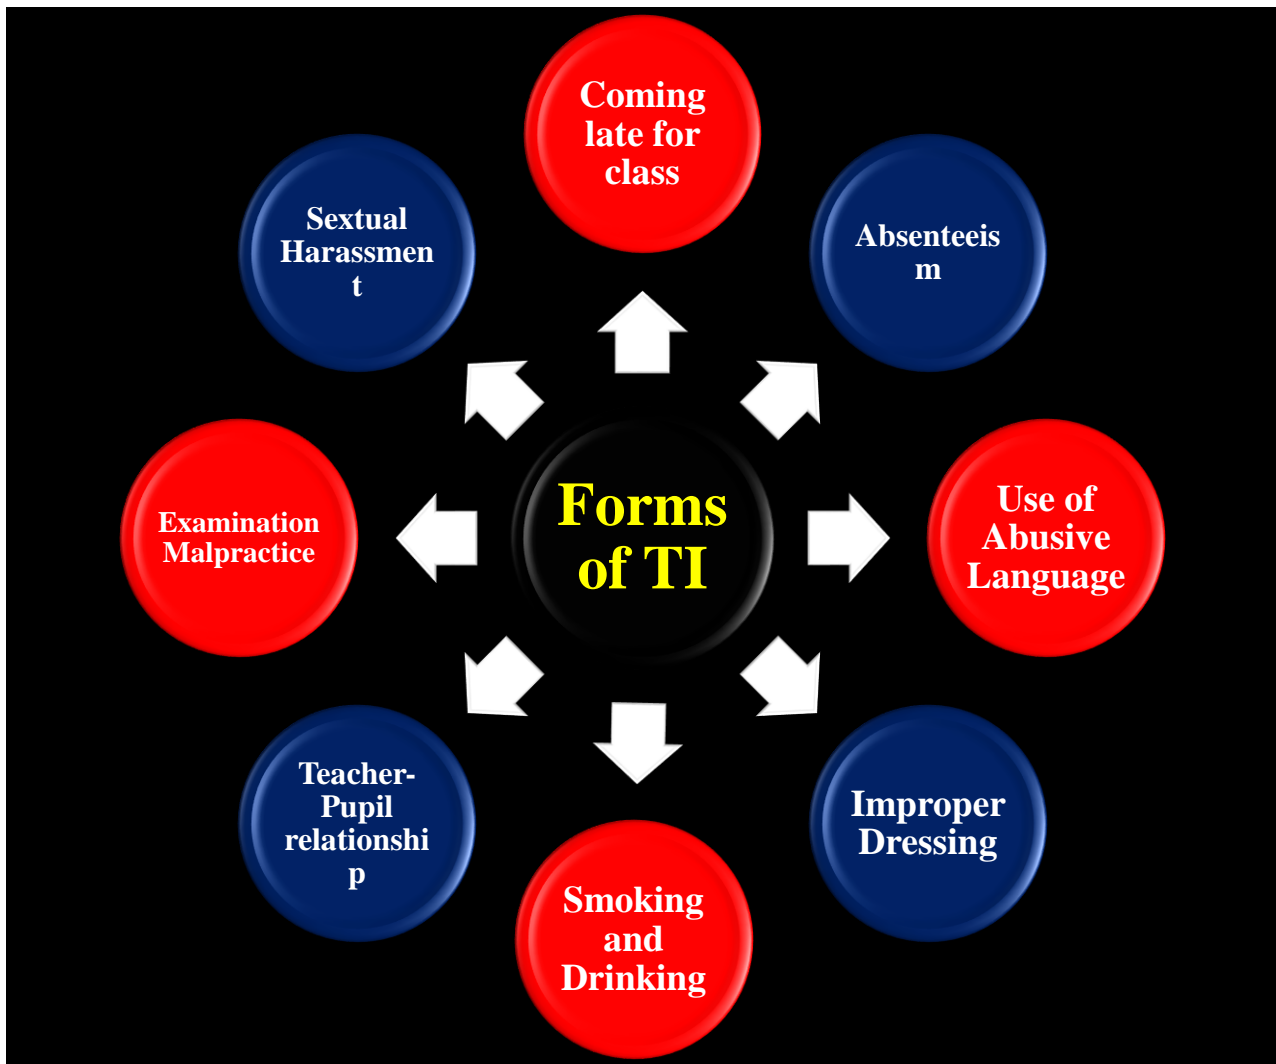 Coming
late for
class
Sextual
Harassmen
t
Absenteeis
m
Examination
Malpractice
Forms
of TI
Use of
Abusive
Language
Teacher-
Pupil
relationshi
p
Improper
Dressing
Smoking
and
Drinking